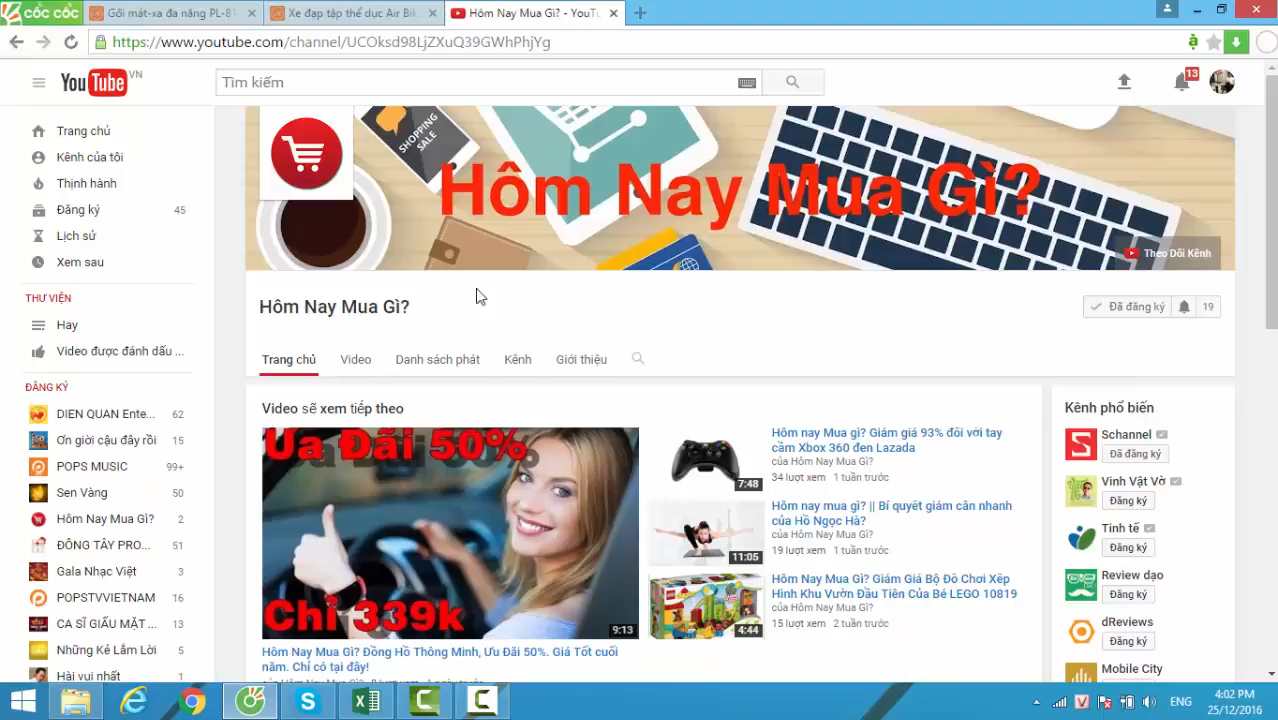 cốc cốc
Gối mát-xa đa năng PL-81
Xe đạp tập thể dục Air Bik
Hôm Nay Mua Gì? - YouTu
https://www.youtube.com/channel/UCOksd98LjZXuQ39GWhPhjYg
YouTube VN
Tìm kiếm
13
Trang chủ
Kênh của tôi
Thịnh hành
Đăng ký 45
Lịch sử
Xem sau
THƯ VIỆN
Hay
Video được đánh dấu ...
ĐĂNG KÝ
DIEN QUAN Ente... 62
Ơn giời cậu đây rồi 15
POPS MUSIC 99+
Sen Vàng 50
Hôm Nay Mua Gì? 2
ĐÔNG TÂY PRO... 51
Gala Nhạc Việt 3
POPSTVVIETNAM 16
CA SĨ GIẤU MẶT ... 24
Những Kẻ Lắm Lời 5
Hài vui nhất
SHOPPING
SALE
Hôm Nay Mua Gì?
Theo Dõi Kênh
Hôm Nay Mua Gì?
Đã đăng ký 19
Trang chủ Video Danh sách phát Kênh Giới thiệu
Video sẽ xem tiếp theo
Ưa Đãi 50%
Chỉ 339k
9:13
Hôm Nay Mua Gì? Đồng Hồ Thông Minh, Ưu Đãi 50%. Giá Tốt cuối
năm. Chỉ có tại đây!
7:48
Hôm nay Mua gì? Giảm giá 93% đối với tay
cầm Xbox 360 đen Lazada
của Hôm Nay Mua Gì?
34 lượt xem 1 tuần trước
11:05
Hôm nay mua gì? || Bí quyết giảm cân nhanh
của Hồ Ngọc Hà?
của Hôm Nay Mua Gì?
19 lượt xem 1 tuần trước
4:44
Hôm Nay Mua Gì? Giảm Giá Bộ Đồ Chơi Xếp
Hình Khu Vườn Đầu Tiên Của Bé LEGO 10819
của Hôm Nay Mua Gì?
15 lượt xem 2 tuần trước
Kênh phổ biến
Schannel
Đã đăng ký
Vinh Vật Vờ
Đăng ký
Tinh tế
Đăng ký
Review dạo
Đăng ký
dReviews
Đăng ký
Mobile City
ENG
4:02 PM
25/12/2016